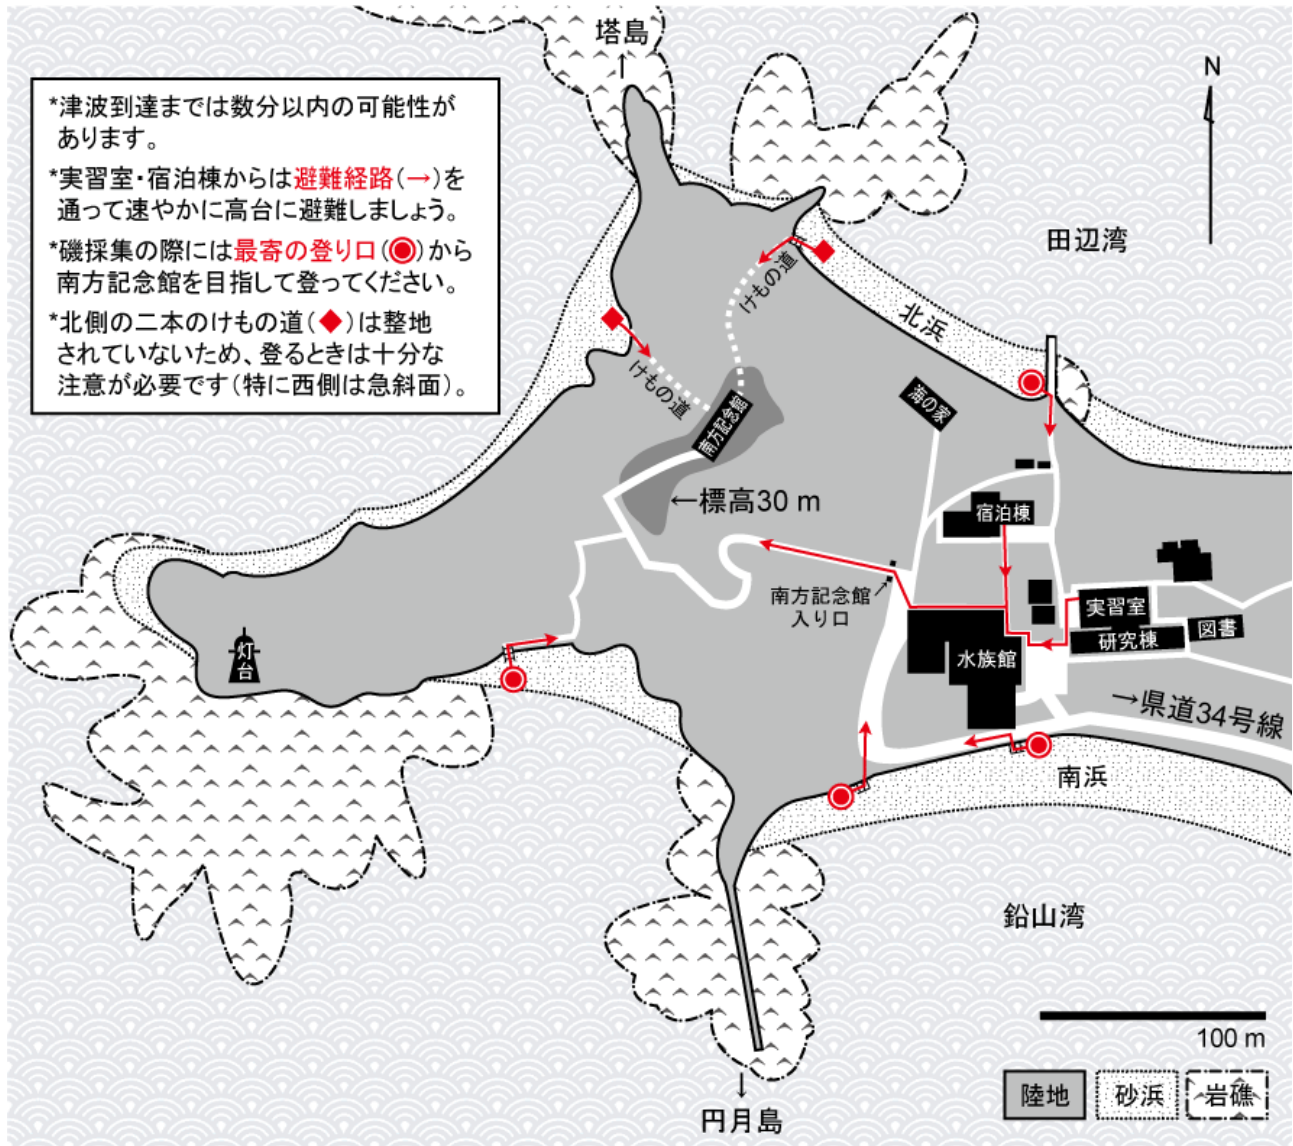 塔島
↑
N
*津波到達までは数分以内の可能性が
あります。
*実習室・宿泊棟からは避難経路(→)を
通って速やかに高台に避難しましょう。
*磯採集の際には最寄の登り口(◉)から
南方記念館を目指して登ってください。
*北側の二本のけもの道(◆)は整地
されていないため、登るときは十分な
注意が必要です(特に西側は急斜面)。
田辺湾
けもの道
北浜
けもの道
海の家
南方記念館
←標高30 m
宿泊棟
南方記念館
入り口
実習室
図書
研究棟
水族館
灯台
→県道34号線
南浜
鉛山湾
100 m
陸地
砂浜
岩礁
↓
円月島